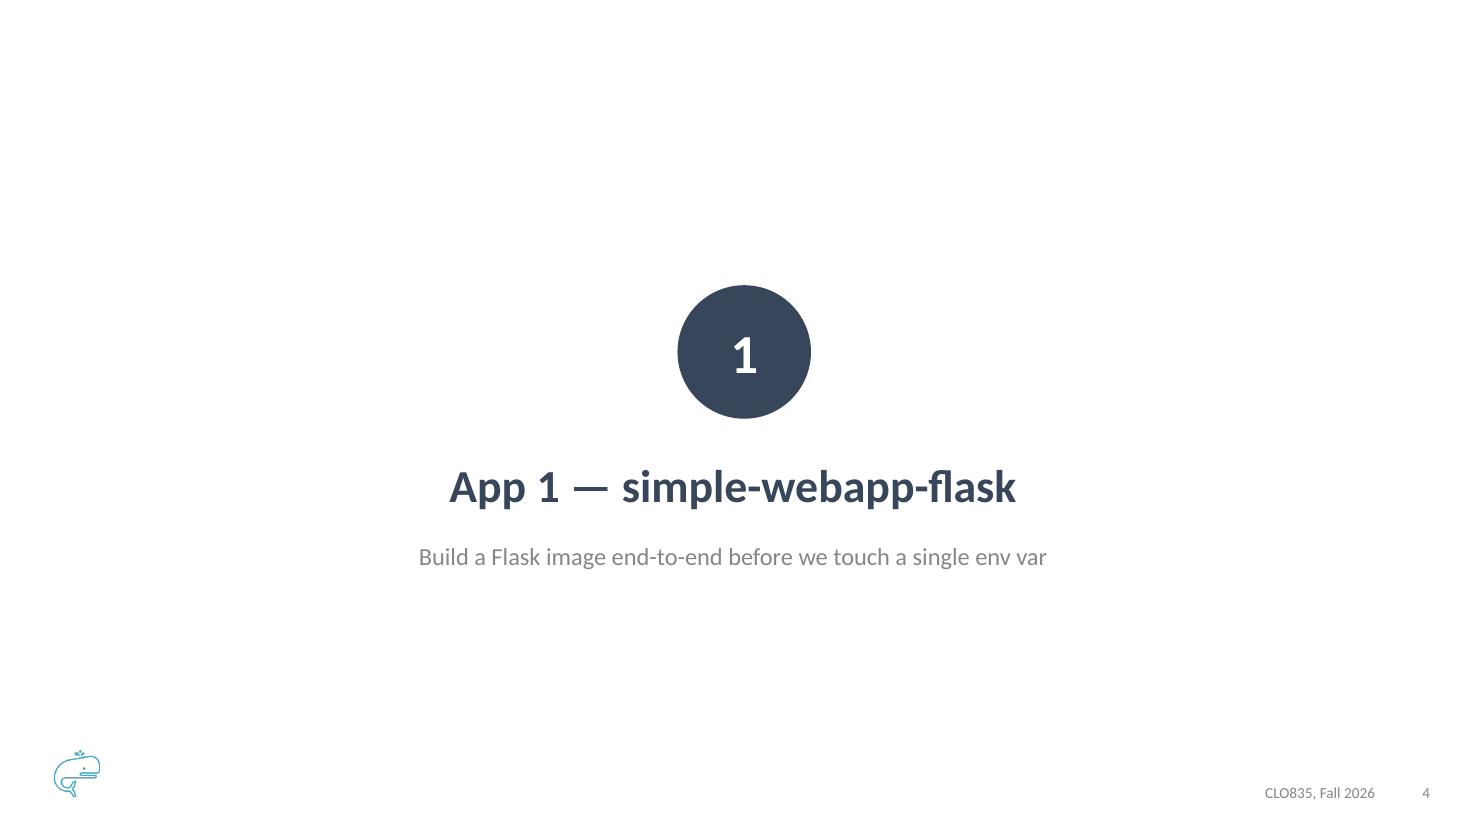 1
App 1 — simple-webapp-flask
Build a Flask image end-to-end before we touch a single env var
CLO835, Fall 2026 4